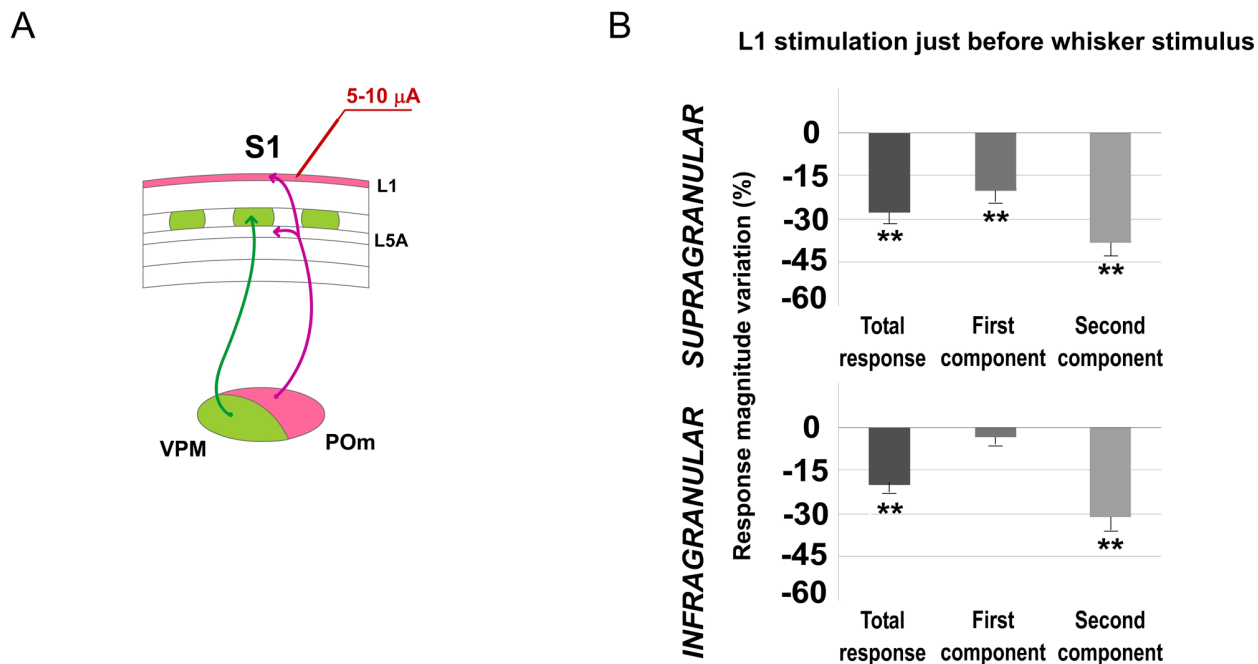 A
5-10 μA
S1
L1
L5A
VPM
POm
B
L1 stimulation just before whisker stimulus
SUPRAGRANULAR
INFRAGRANULAR
Response magnitude variation (%)
0
-15
-30
-45
-60
**
**
**
Total response
First component
Second component
0
-15
-30
-45
-60
**
**
Total response
First component
Second component